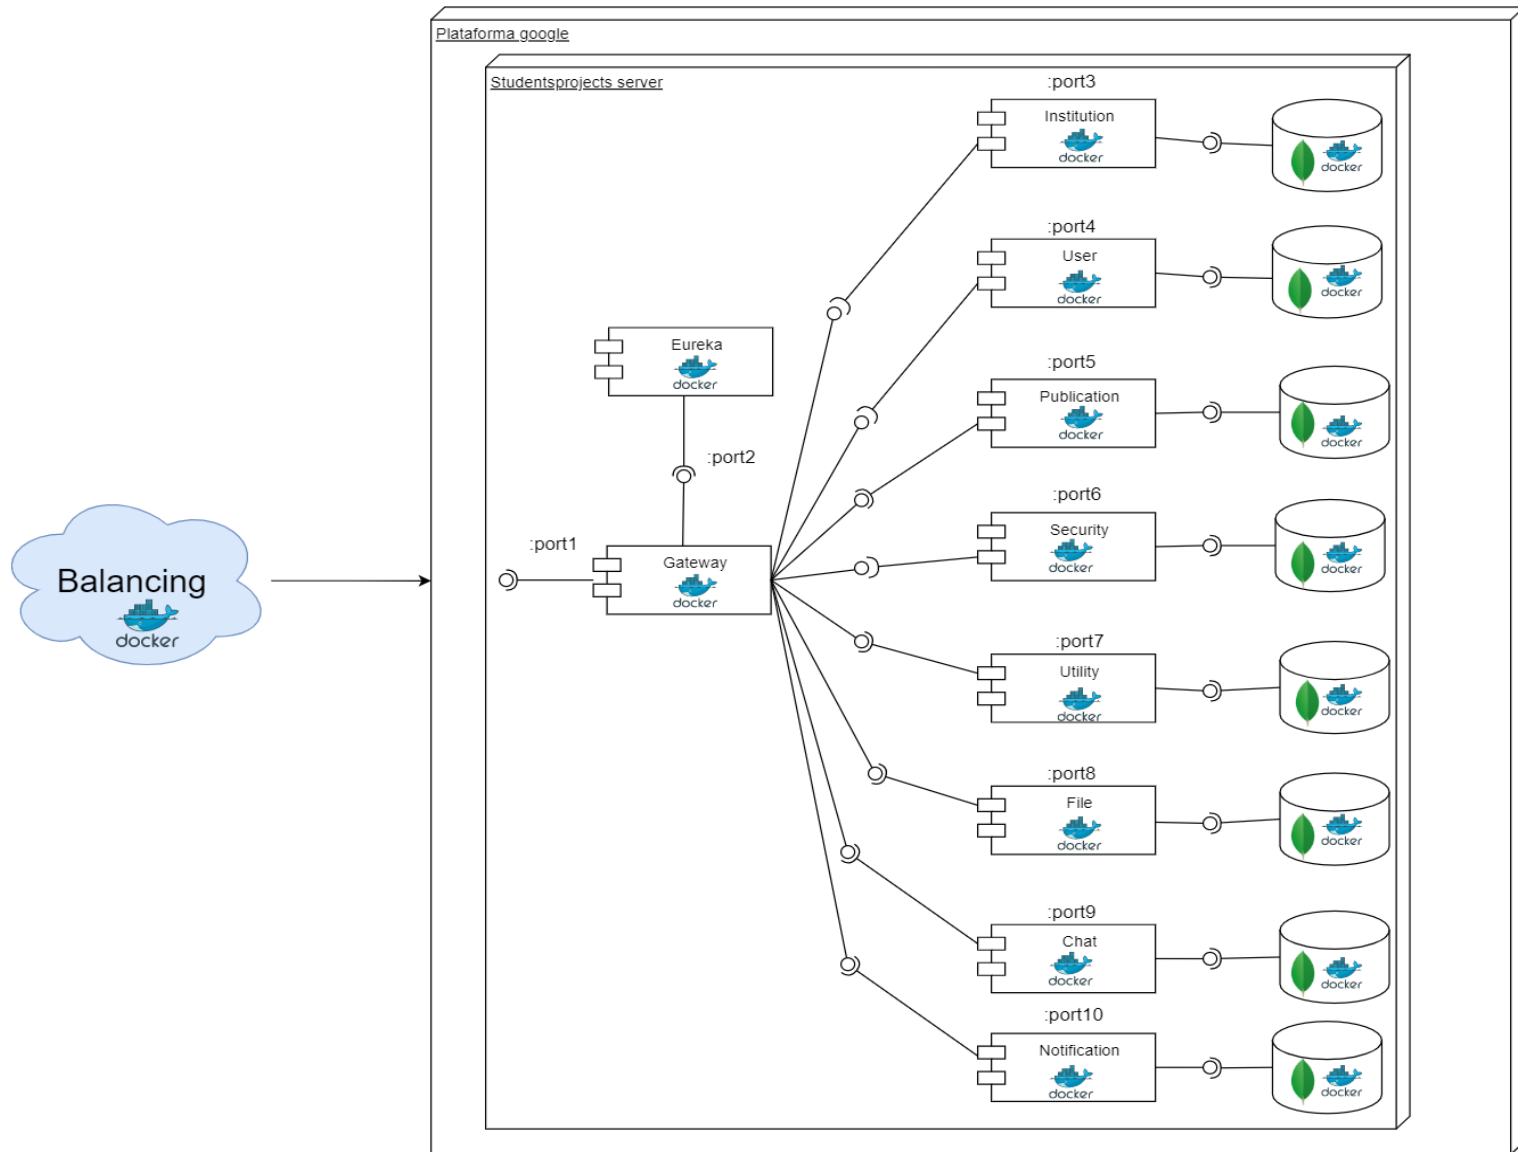 Plataforma google
Studentsprojects server
:port3
Institution
docker
docker
:port4
User
docker
docker
Eureka
docker
:port2
:port5
Publication
docker
docker
:port6
Security
docker
docker
:port1
Gateway
docker
Balancing
docker
:port7
Utility
docker
docker
:port8
File
docker
docker
:port9
Chat
docker
docker
:port10
Notification
docker
docker